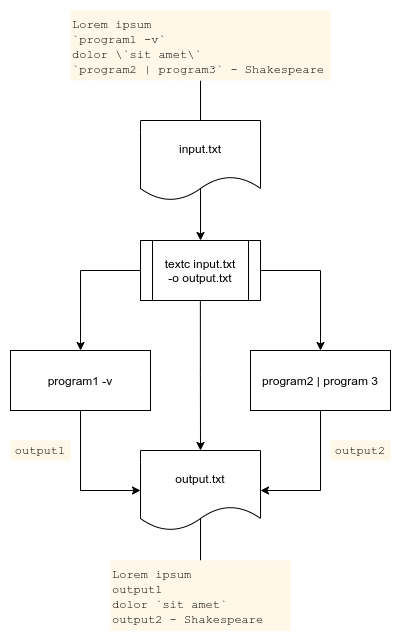 Lorem ipsum
`program1 -v`
dolor \`sit amet\`
`program2 | program3` - Shakespeare
input.txt
textc input.txt
-o output.txt
program1 -v
program2 | program 3
output1
output2
output.txt
Lorem ipsum
output1
dolor `sit amet`
output2 - Shakespeare